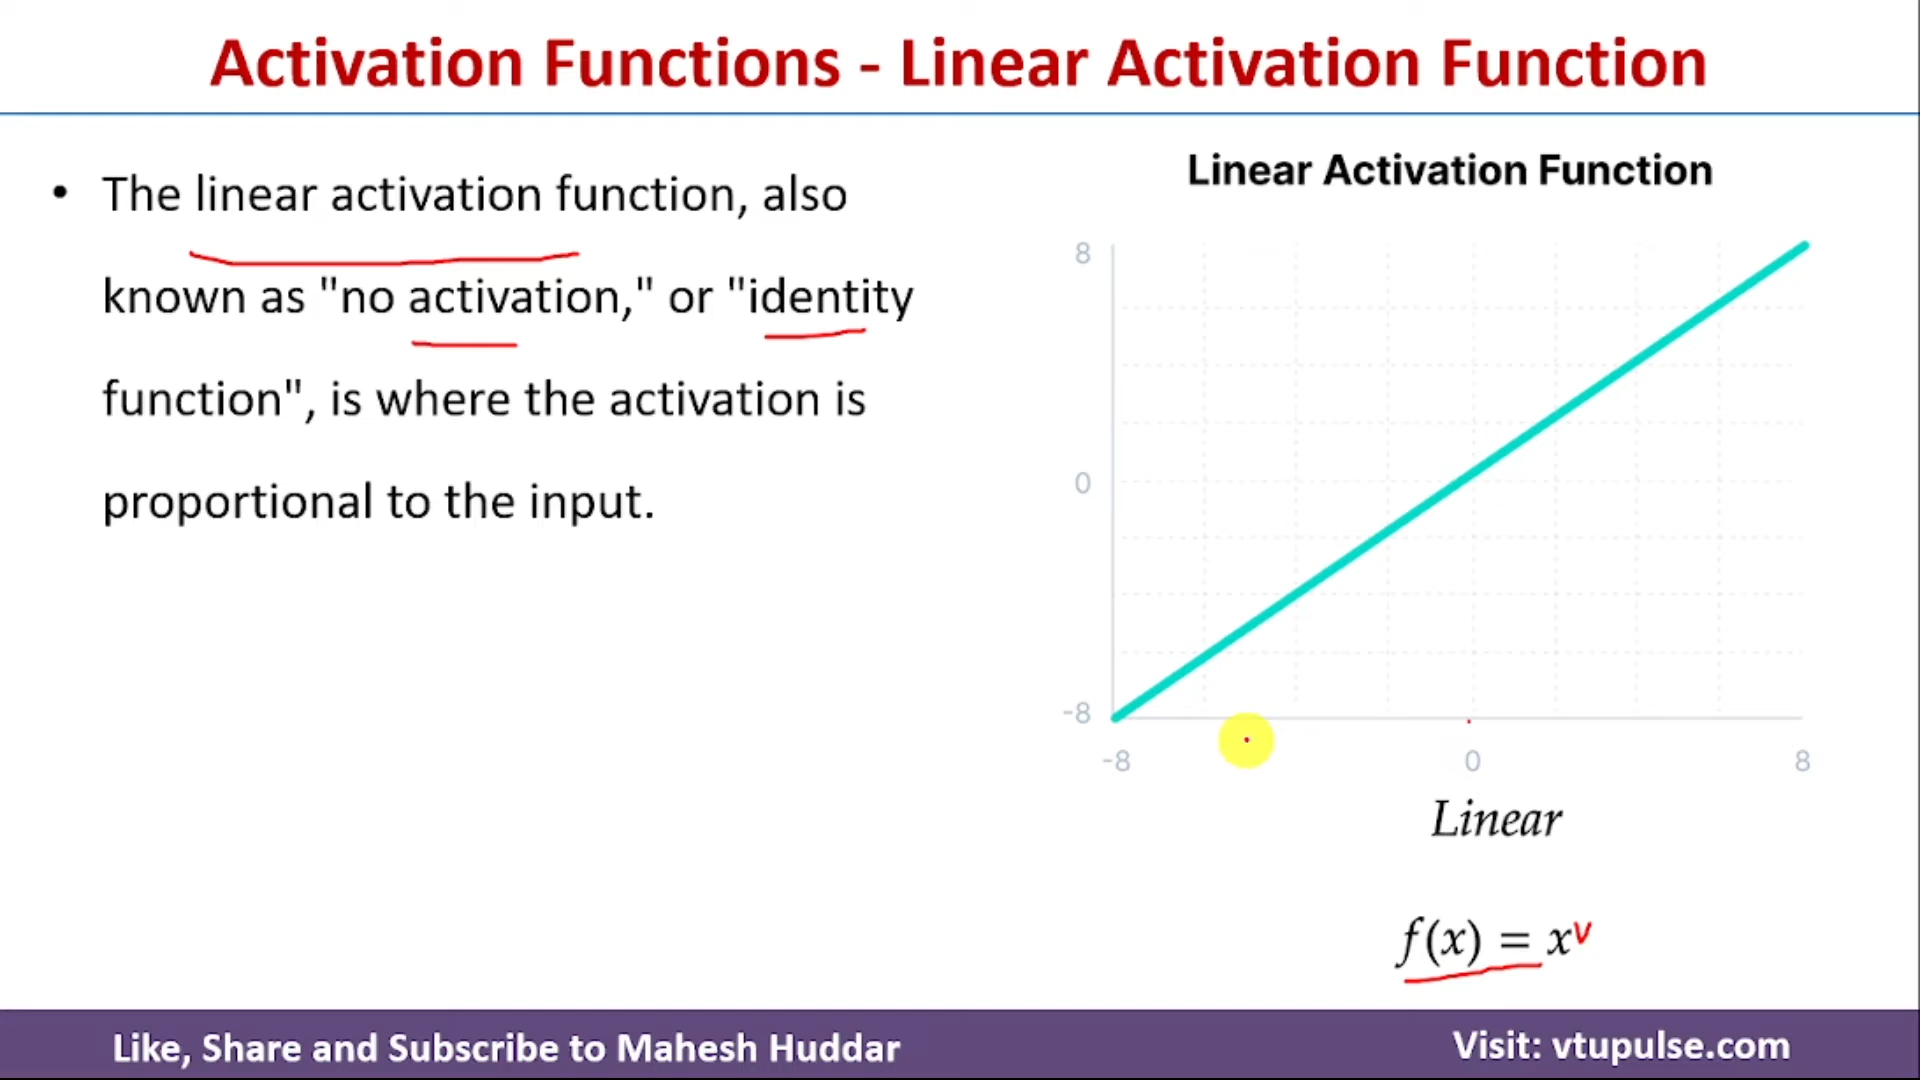 Activation Functions - Linear Activation Function
• The linear activation function, also
known as "no activation," or "identity
function", is where the activation is
proportional to the input.
Linear Activation Function
8
0
-8
-8 0 8
Linear
f(x) = x
Like, Share and Subscribe to Mahesh Huddar
Visit: vtupulse.com